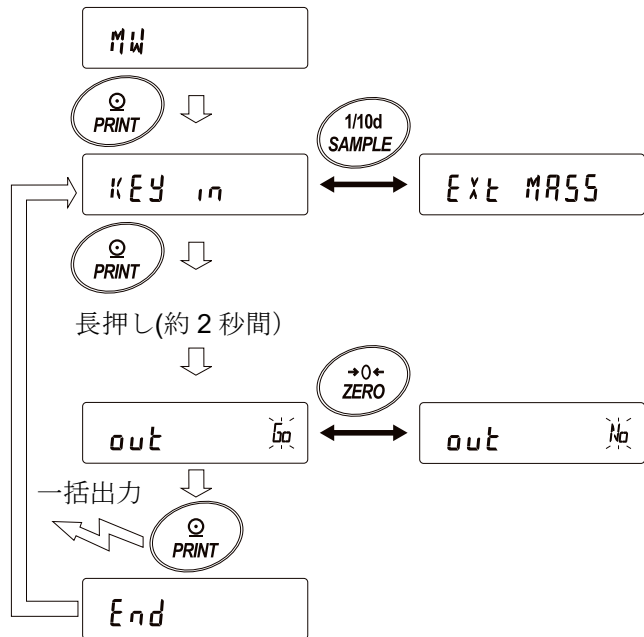 MW
PRINT
1/10d
SAMPLE
KEY in
Ext MASS
PRINT
長押し(約 2 秒間）
→0←
ZERO
out Go
out No
一括出力
PRINT
End